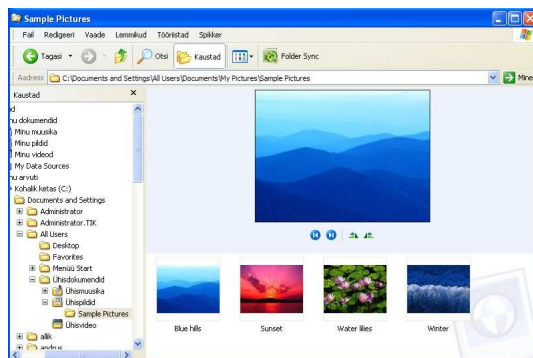 Sample Pictures
Fail Redigeeri Vaade Lemmikud Tööriistad Spikker
Tagasi Otsi Kaustad Folder Sync
Aadress C:\Documents and Settings\All Users\Documents\My Pictures\Sample Pictures Mine
Kaustad
d
nu dokumendid
Minu muusika
Minu pildid
Minu videod
My Data Sources
nu arvuti
Kohalik ketas (C:)
Documents and Settings
Administrator
Administrator.TIK
All Users
Desktop
Favorites
Menüü Start
Ühisdokumendid
Ühismuusika
Ühispildid
Sample Pictures
Ühisvideo
allik
andrus
Blue hills Sunset Water lilies Winter